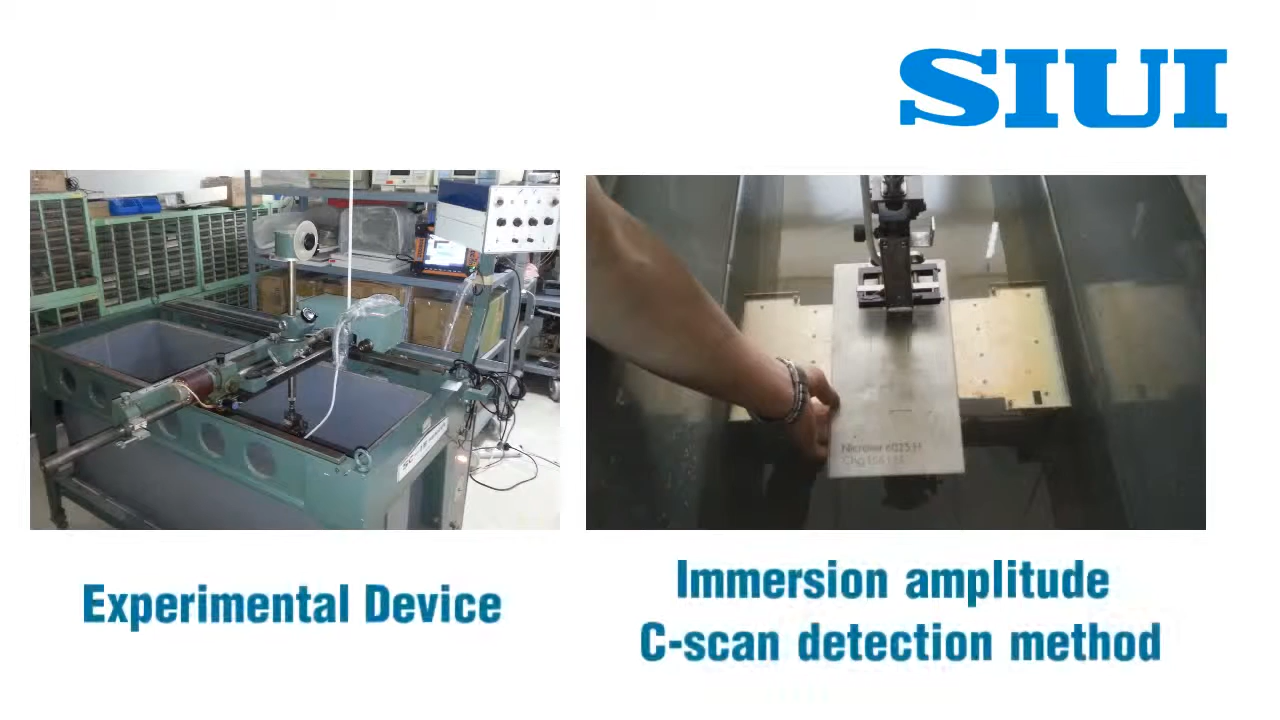 SIUI
Experimental Device
Immersion amplitude
C-scan detection method